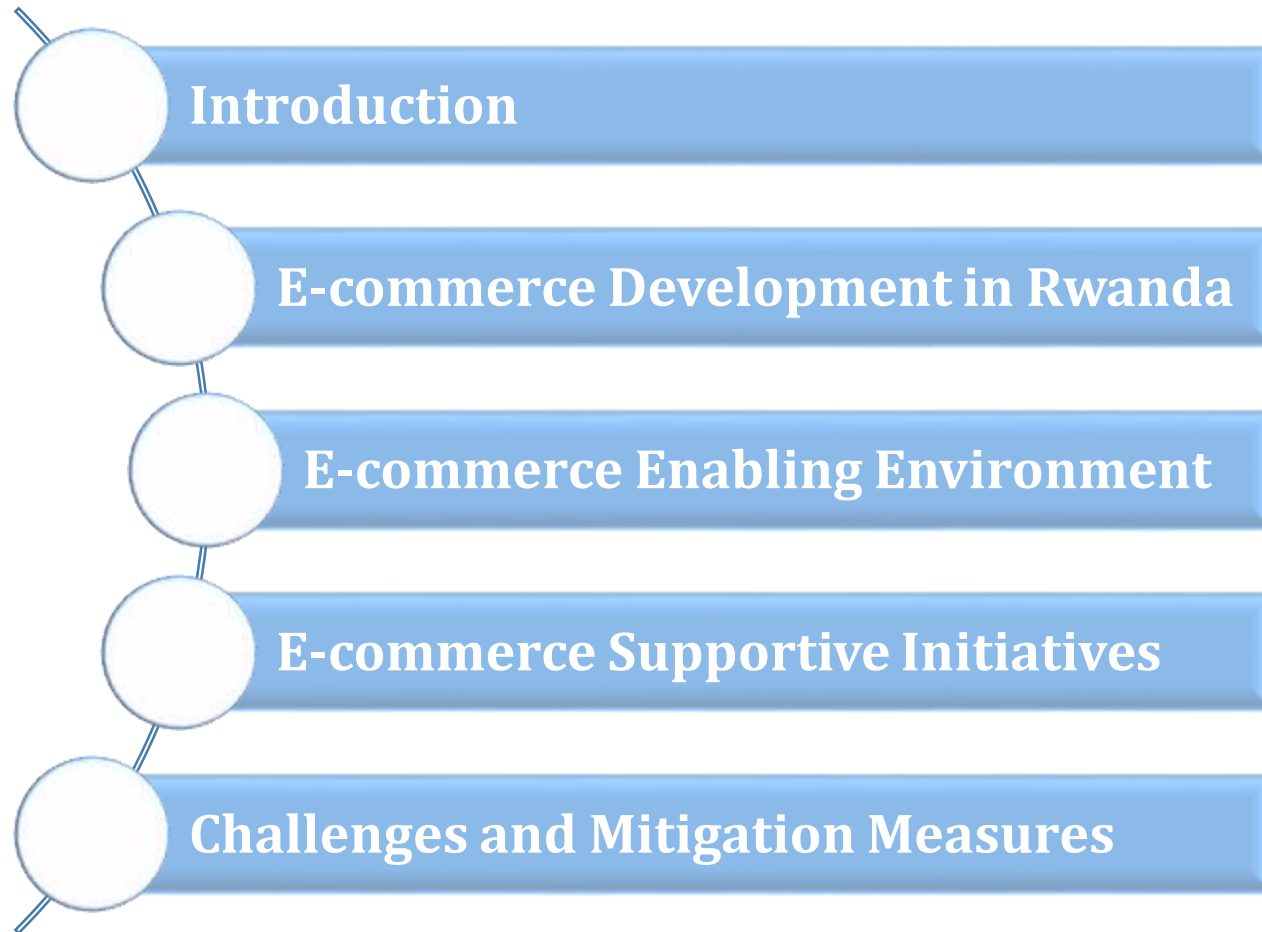 Introduction
E-commerce Development in Rwanda
E-commerce Enabling Environment
E-commerce Supportive Initiatives
Challenges and Mitigation Measures